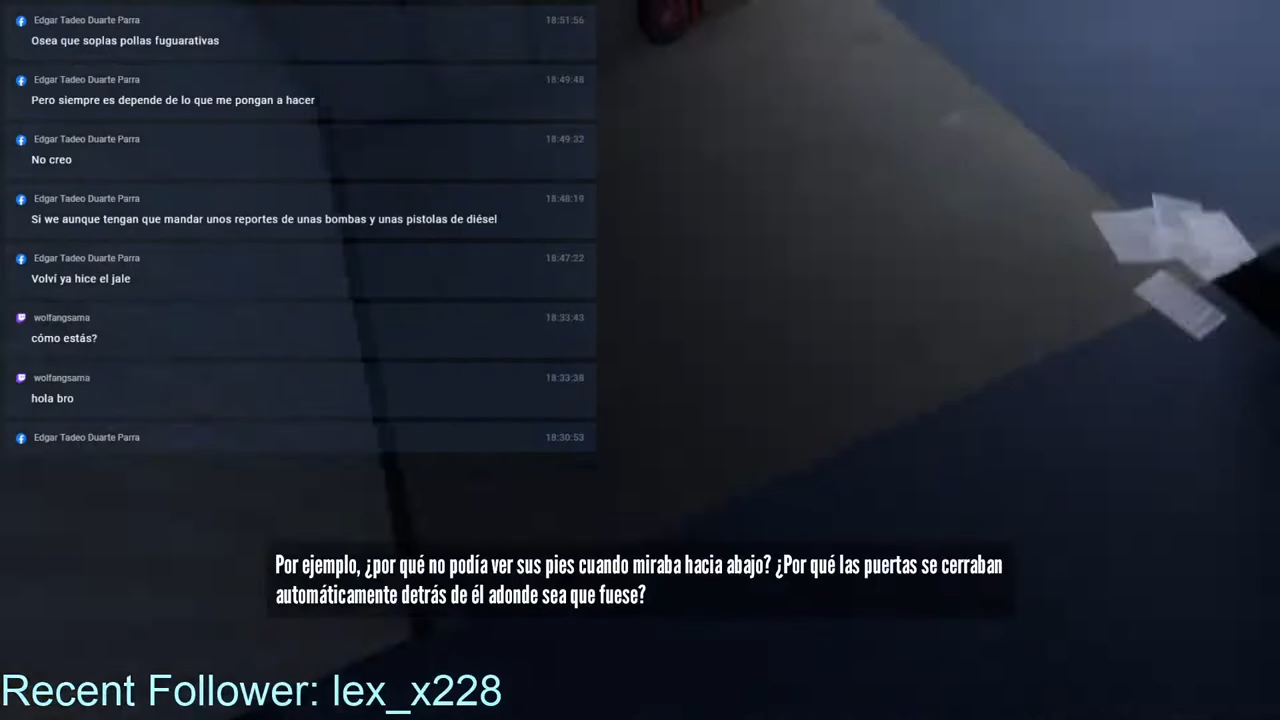 Edgar Tadeo Duarte Parra 18:51:56
Osea que soplas pollas fuguarativas
Edgar Tadeo Duarte Parra 18:49:48
Pero siempre es depende de lo que me pongan a hacer
Edgar Tadeo Duarte Parra 18:49:32
No creo
Edgar Tadeo Duarte Parra 18:48:19
Si we aunque tengan que mandar unos reportes de unas bombas y unas pistolas de diésel
Edgar Tadeo Duarte Parra 18:47:22
Volví ya hice el jale
wolfangsama 18:33:43
cómo estás?
wolfangsama 18:33:38
hola bro
Edgar Tadeo Duarte Parra 18:30:53
Por ejemplo, ¿por qué no podía ver sus pies cuando miraba hacia abajo? ¿Por qué las puertas se cerraban
automáticamente detrás de él adonde sea que fuese?
Recent Follower: lex_x228